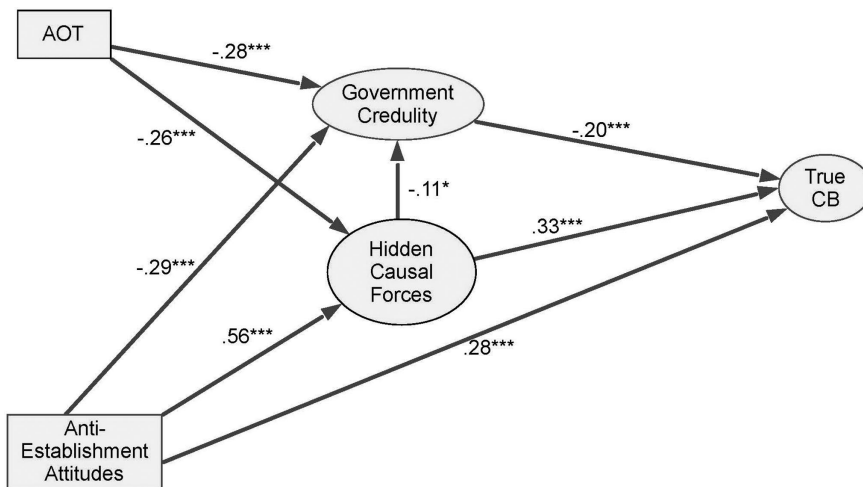 AOT
-.28***
Government
Credulity
-.26***
-.20***
True
CB
-.11*
.33***
Hidden
Causal
Forces
-.29***
.56***
.28***
Anti-
Establishment
Attitudes